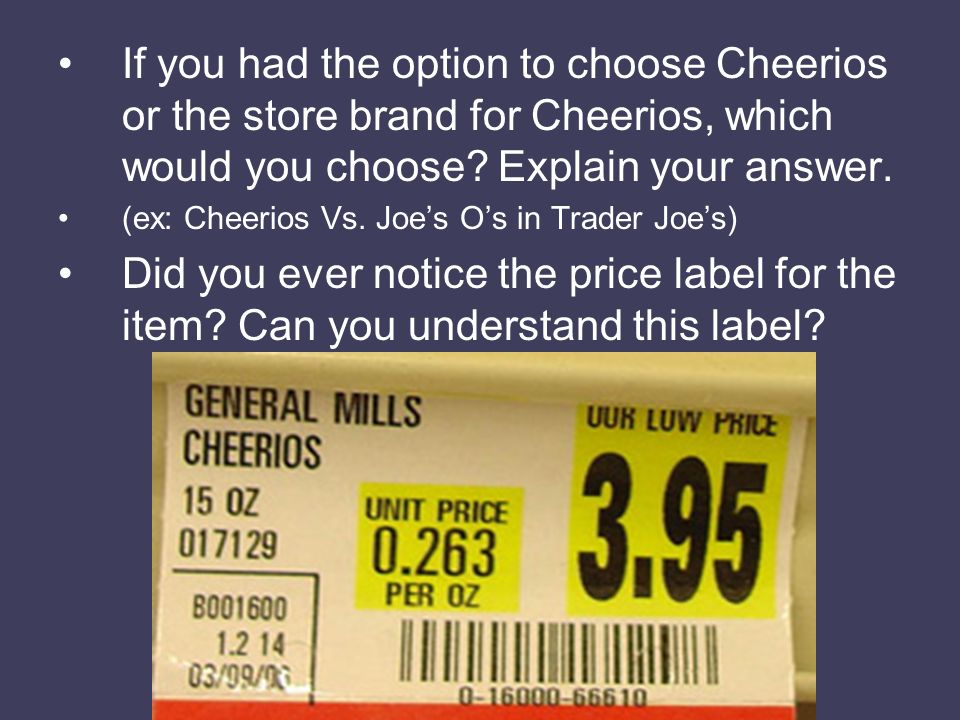 • If you had the option to choose Cheerios
or the store brand for Cheerios, which
would you choose? Explain your answer.
• (ex: Cheerios Vs. Joe’s O’s in Trader Joe’s)
• Did you ever notice the price label for the
item? Can you understand this label?
GENERAL MILLS
CHEERIOS
15 OZ
017129
UNIT PRICE
0.263
PER OZ
OUR LOW PRICE
3.95
B001600
1.2 14
03/09/06
0-16000-66610